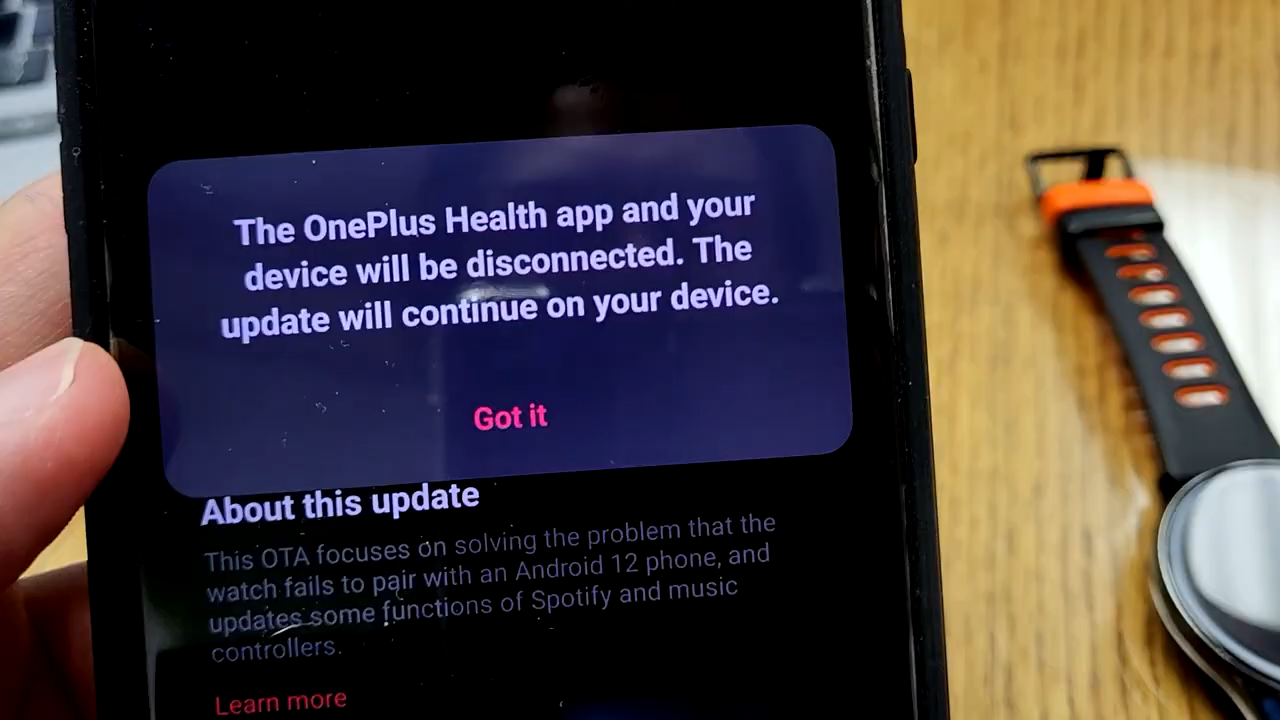 The OnePlus Health app and your
device will be disconnected. The
update will continue on your device.
Got it
About this update
This OTA focuses on solving the problem that the
watch fails to pair with an Android 12 phone, and
updates some functions of Spotify and music
controllers.
Learn more